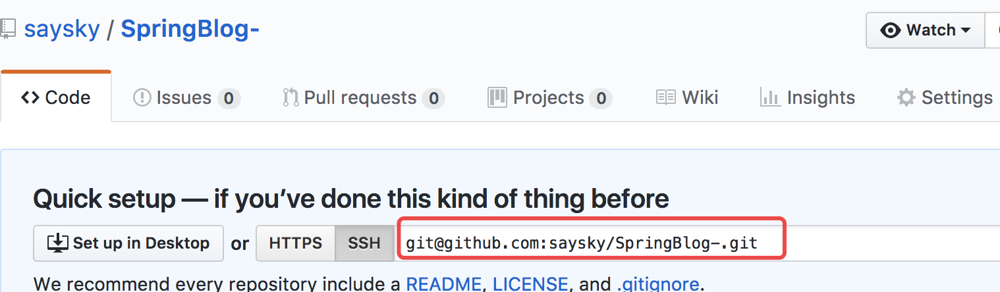 saysky / SpringBlog-
Watch
Code Issues 0 Pull requests 0 Projects 0 Wiki Insights Settings
Quick setup — if you’ve done this kind of thing before
Set up in Desktop or HTTPS SSH git@github.com:saysky/SpringBlog-.git
We recommend every repository include a README, LICENSE, and .gitignore.